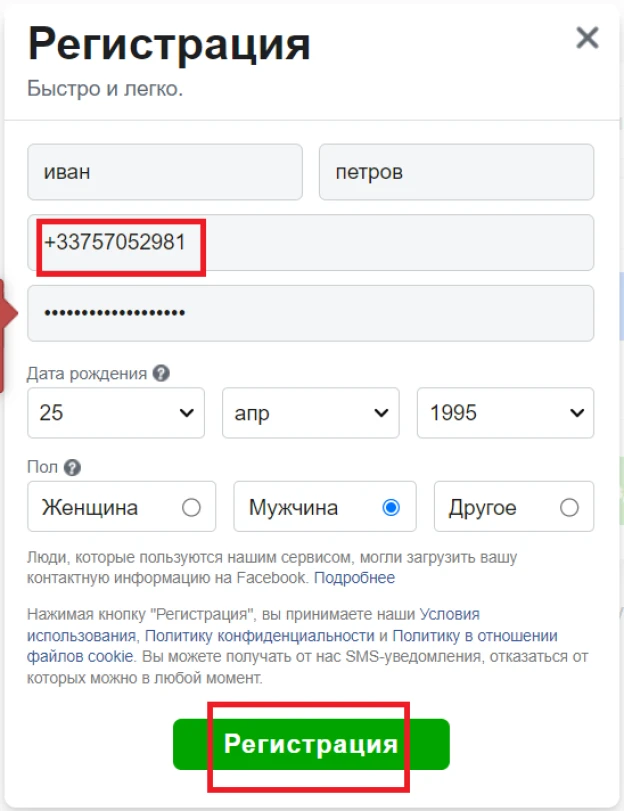 Регистрация
Быстро и легко.
иван
петров
+33757052981
•••••••••••••••••••
Дата рождения ?
25
апр
1995
Пол ?
Женщина
Мужчина
Другое
Люди, которые пользуются нашим сервисом, могли загрузить вашу
контактную информацию на Facebook. Подробнее
Нажимая кнопку "Регистрация", вы принимаете наши Условия
использования, Политику конфиденциальности и Политику в отношении
файлов cookie. Вы можете получать от нас SMS-уведомления, отказаться от
которых можно в любой момент.
Регистрация